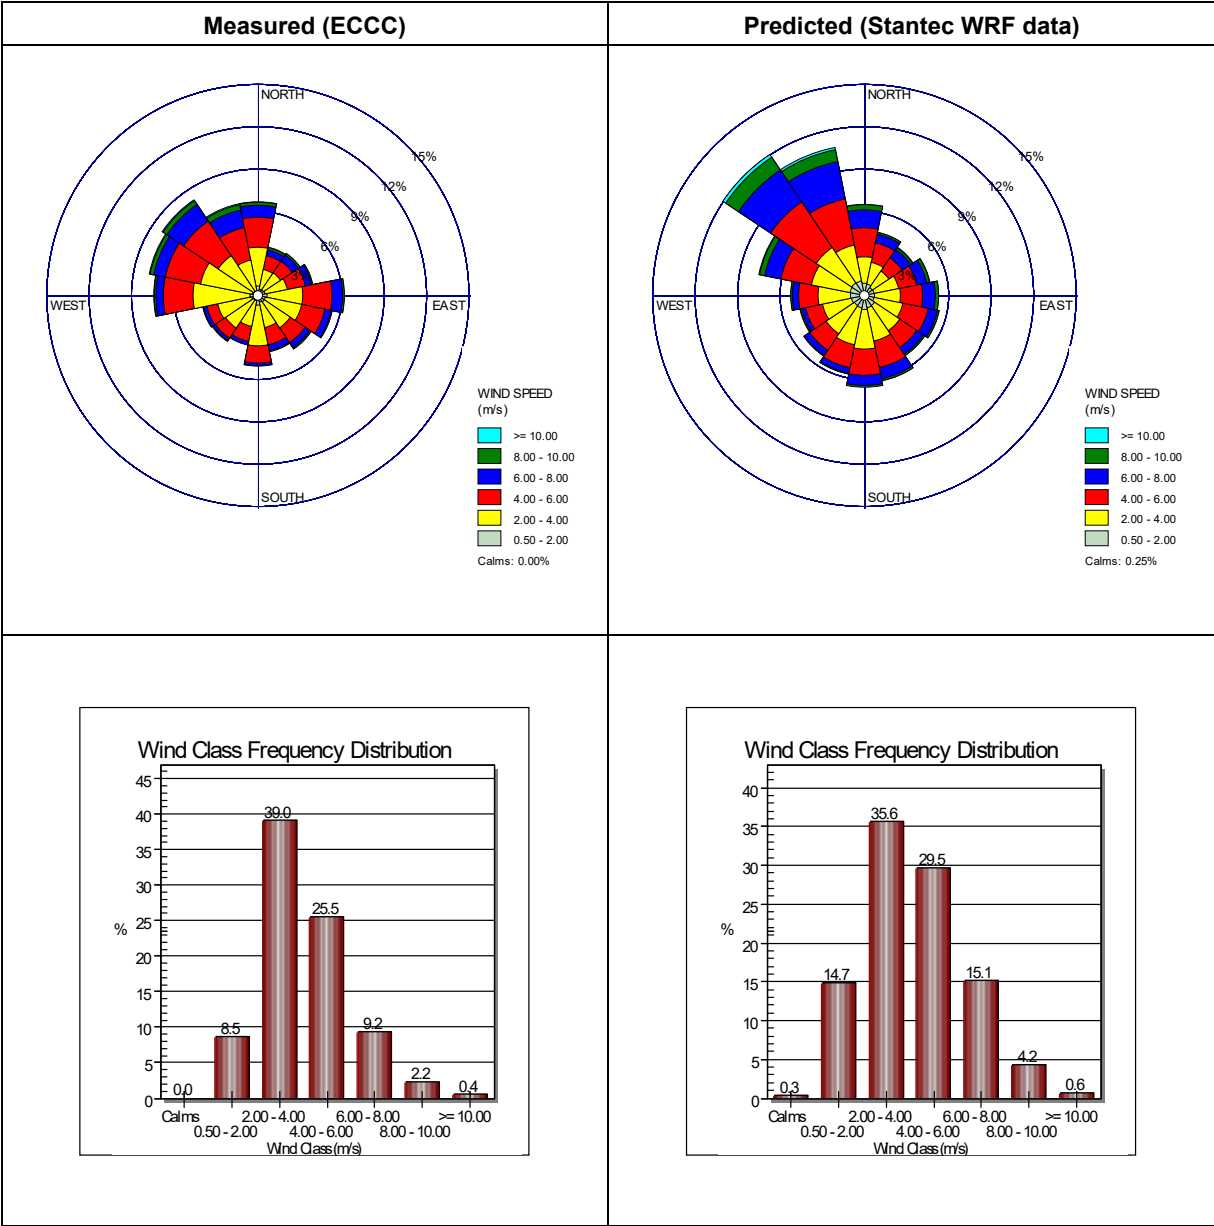 Measured (ECCC)
Predicted (Stantec WRF data)
NORTH
15%
12%
9%
6%
3%
WEST
EAST
SOUTH
WIND SPEED
(m/s)
>= 10.00
8.00 - 10.00
6.00 - 8.00
4.00 - 6.00
2.00 - 4.00
0.50 - 2.00
Calms: 0.00%
NORTH
15%
12%
9%
6%
3%
WEST
EAST
SOUTH
WIND SPEED
(m/s)
>= 10.00
8.00 - 10.00
6.00 - 8.00
4.00 - 6.00
2.00 - 4.00
0.50 - 2.00
Calms: 0.25%
Wind Class Frequency Distribution
45
40
35
30
25
20
15
10
5
0
%
0.0
8.5
39.0
25.5
9.2
2.2
0.4
Calms 2.00 - 4.00 6.00 - 8.00 >= 10.00
0.50 - 2.00 4.00 - 6.00 8.00 - 10.00
Wind Class (m/s)
Wind Class Frequency Distribution
40
35
30
25
20
15
10
5
0
%
0.3
14.7
35.6
29.5
15.1
4.2
0.6
Calms 2.00 - 4.00 6.00 - 8.00 >= 10.00
0.50 - 2.00 4.00 - 6.00 8.00 - 10.00
Wind Class (m/s)